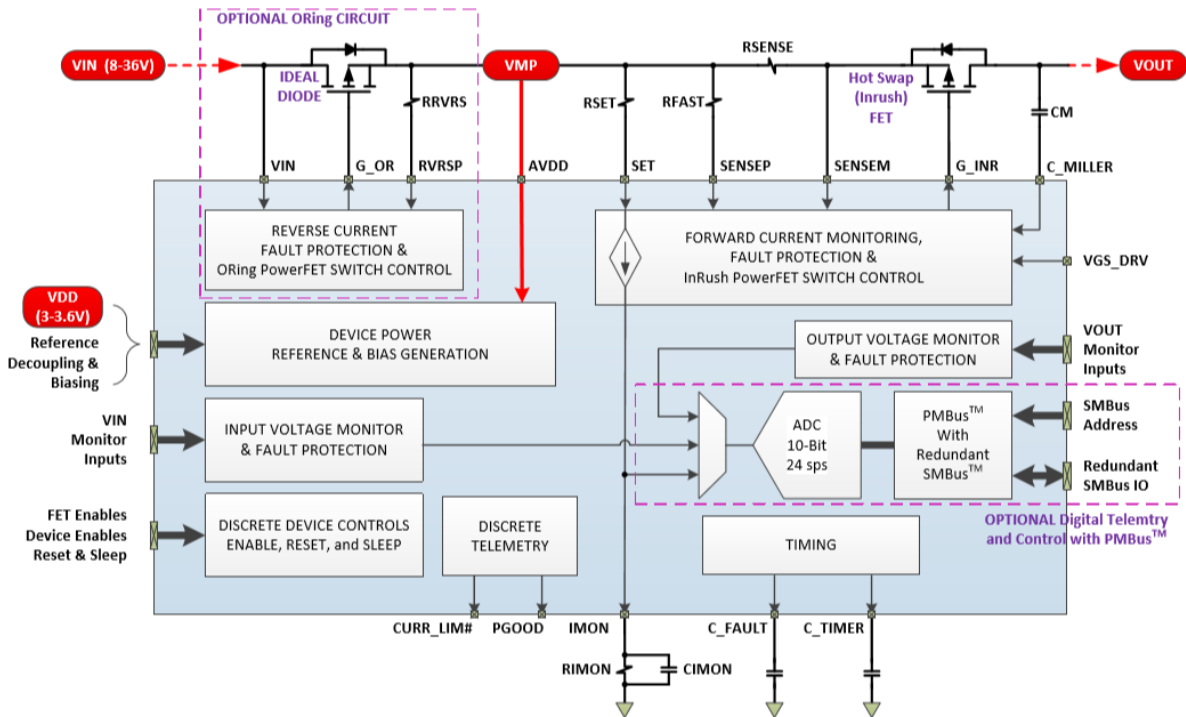 OPTIONAL ORing CIRCUIT
VIN (8-36V)
IDEAL
DIODE
RRVRS
VMP
RSET
RFAST
RSENSE
Hot Swap
(Inrush)
FET
CM
VOUT
VIN
G_OR
RVRSP
AVDD
SET
SENSEP
SENSEM
G_INR
C_MILLER
REVERSE CURRENT
FAULT PROTECTION &
ORing PowerFET SWITCH CONTROL
FORWARD CURRENT MONITORING,
FAULT PROTECTION &
InRush PowerFET SWITCH CONTROL
VGS_DRV
VDD
(3-3.6V)
Reference
Decoupling &
Biasing
DEVICE POWER
REFERENCE & BIAS GENERATION
OUTPUT VOLTAGE MONITOR
& FAULT PROTECTION
VOUT
Monitor
Inputs
VIN
Monitor
Inputs
INPUT VOLTAGE MONITOR
& FAULT PROTECTION
ADC
10-Bit
24 sps
PMBus™
With
Redundant
SMBus™
SMBus
Address
Redundant
SMBus IO
OPTIONAL Digital Telemtry
and Control with PMBus™
FET Enables
Device Enables
Reset & Sleep
DISCRETE DEVICE CONTROLS
ENABLE, RESET, and SLEEP
DISCRETE
TELEMETRY
TIMING
CURR_LIM#
PGOOD
IMON
C_FAULT
C_TIMER
RIMON
CIMON